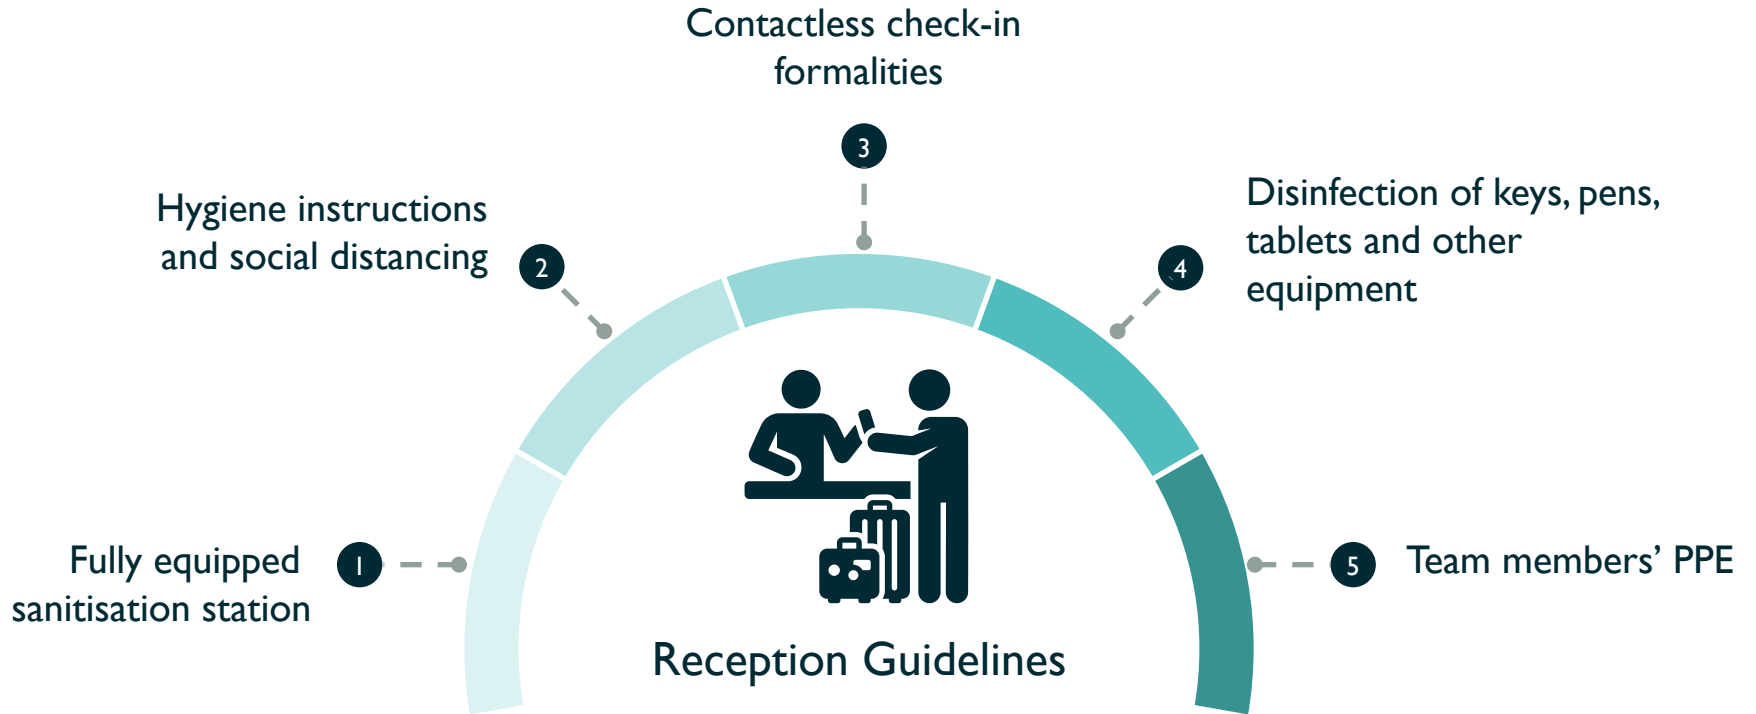 Contactless check-in
formalities
3
Hygiene instructions
and social distancing
2
Disinfection of keys, pens,
tablets and other
equipment
4
Fully equipped
sanitisation station
1
5
Team members’ PPE
Reception Guidelines